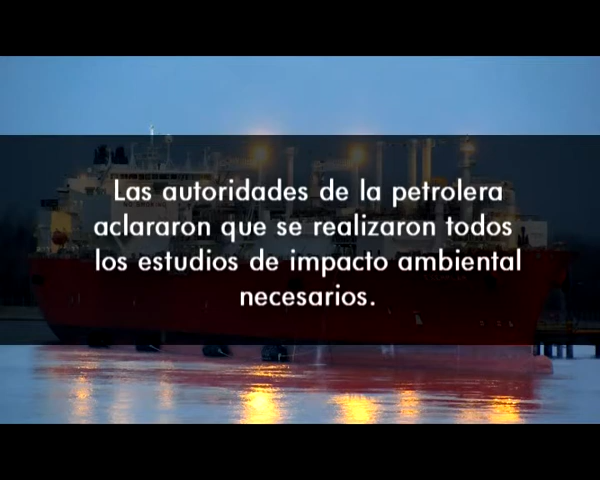 Las autoridades de la petrolera
aclararon que se realizaron todos
los estudios de impacto ambiental
necesarios.